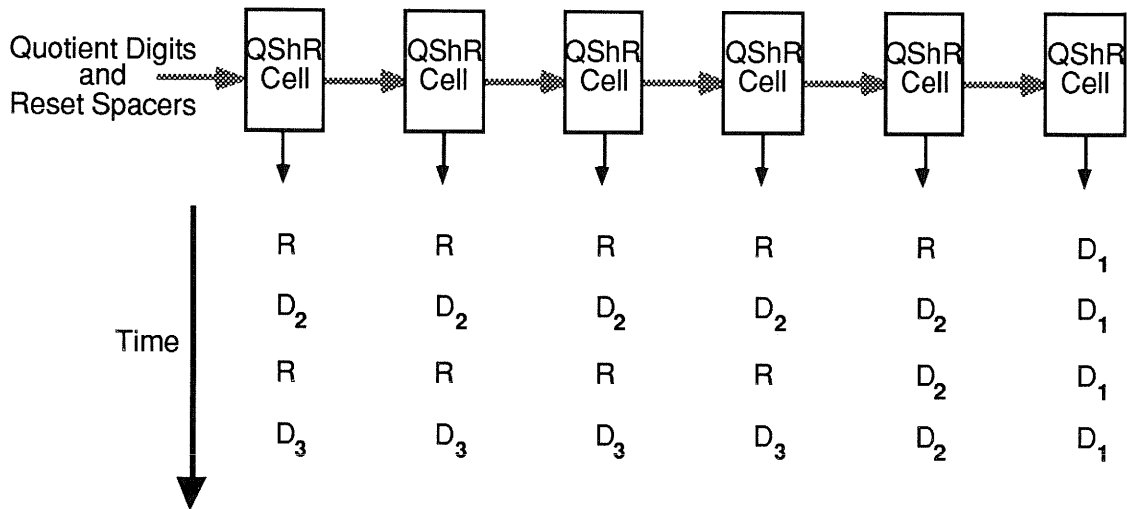 Quotient Digits
and
Reset Spacers
QShR
Cell
QShR
Cell
QShR
Cell
QShR
Cell
QShR
Cell
QShR
Cell
Time
R R R R R D1
D2 D2 D2 D2 D2 D1
R R R R D2 D1
D3 D3 D3 D3 D2 D1